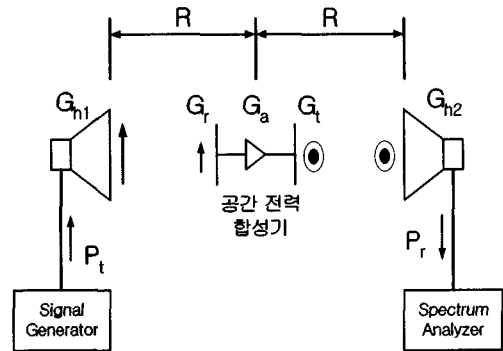 R R
G_h1 G_r G_a G_t G_h2
공간 전력
합성기
P_t P_r
Signal Spectrum
Generator Analyzer